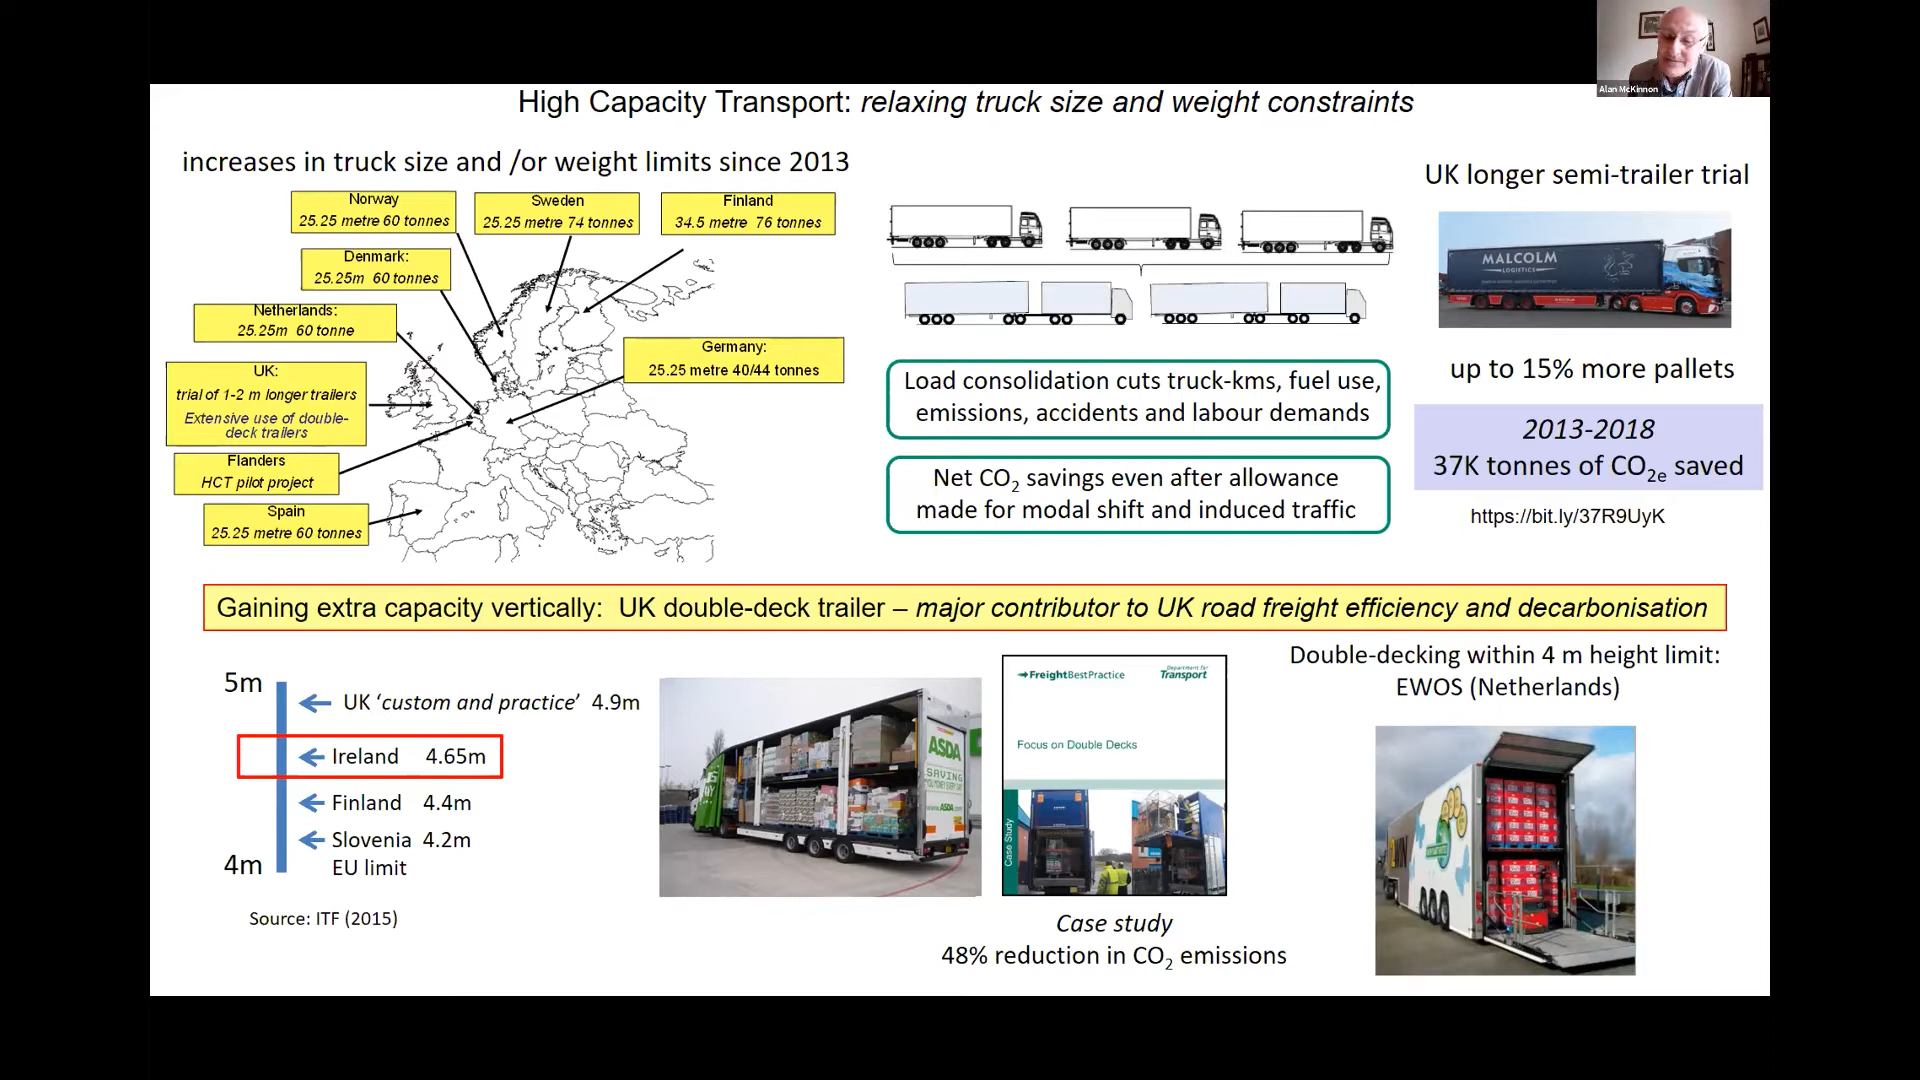 Alan McKinnon
High Capacity Transport: relaxing truck size and weight constraints
increases in truck size and /or weight limits since 2013
Norway
25.25 metre 60 tonnes
Sweden
25.25 metre 74 tonnes
Finland
34.5 metre 76 tonnes
Denmark:
25.25m 60 tonnes
Netherlands:
25.25m 60 tonne
Germany:
25.25 metre 40/44 tonnes
UK:
trial of 1-2 m longer trailers
Extensive use of double-
deck trailers
Flanders
HCT pilot project
Spain
25.25 metre 60 tonnes
Load consolidation cuts truck-kms, fuel use,
emissions, accidents and labour demands
Net CO2 savings even after allowance
made for modal shift and induced traffic
UK longer semi-trailer trial
MALCOLM
LOGISTICS
up to 15% more pallets
2013-2018
37K tonnes of CO2e saved
https://bit.ly/37R9UyK
Gaining extra capacity vertically: UK double-deck trailer – major contributor to UK road freight efficiency and decarbonisation
5m
UK ‘custom and practice’ 4.9m
Ireland 4.65m
Finland 4.4m
Slovenia 4.2m
4m
EU limit
Source: ITF (2015)
ASDA
SAVING
YOU MONEY EVERY DAY
www.ASDA.com
FreightBestPractice
Department for
Transport
Focus on Double Decks
Case Study
Case study
48% reduction in CO2 emissions
Double-decking within 4 m height limit:
EWOS (Netherlands)